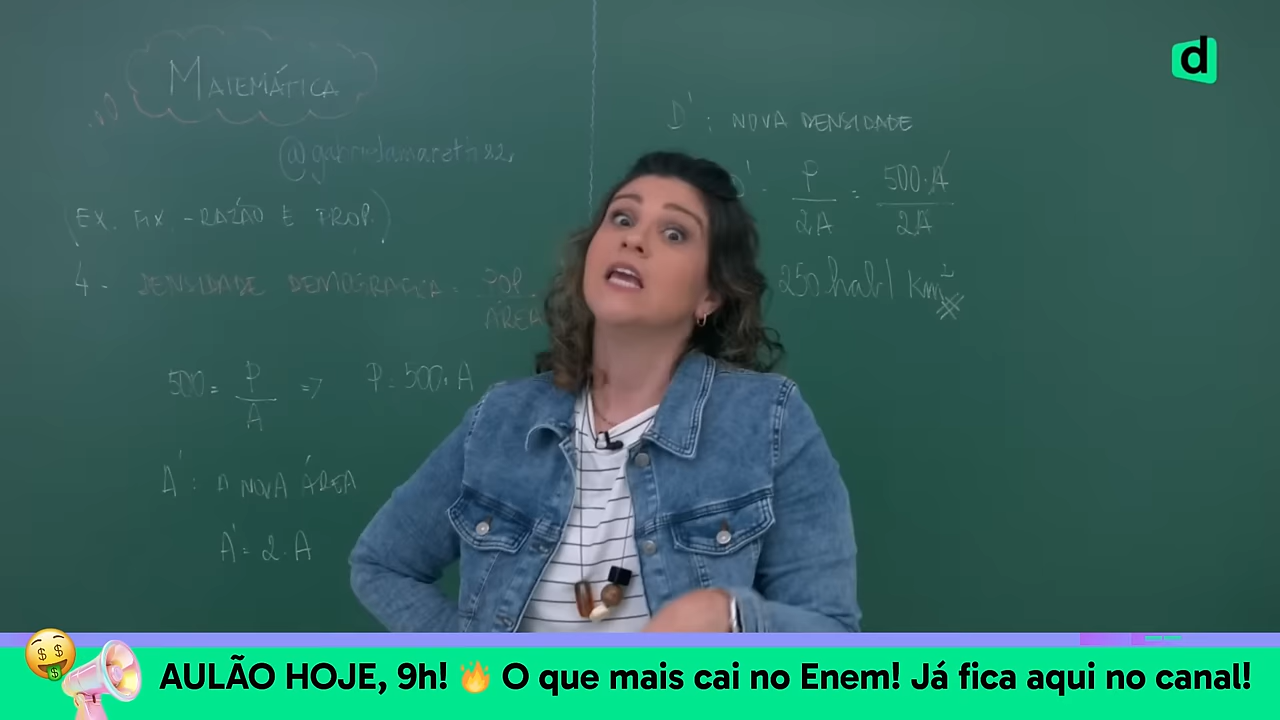 MATEMÁTICA
(EX. FIX. - RAZÃO E PROP.)
4 - DENSIDADE DEMOGRÁFICA = POP
ÁREA
500 = P/A => P = 500 · A
A' : A NOVA ÁREA
A' = 2 · A
d
D' : NOVA DENSIDADE
P/2A = 500 · A/2A
250 hab/km²
AULÃO HOJE, 9h! 🔥 O que mais cai no Enem! Já fica aqui no canal!